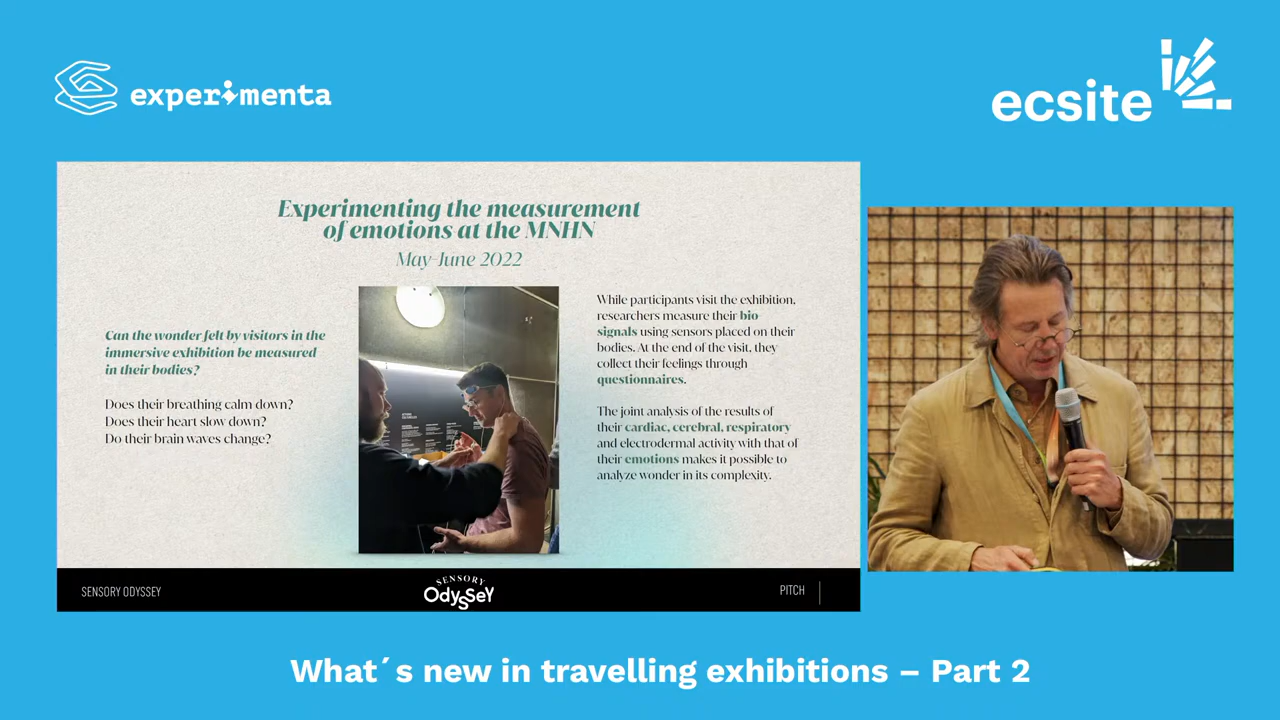 experimenta
ecsite
Experimenting the measurement
of emotions at the MNHN
May-June 2022
Can the wonder felt by visitors in the
immersive exhibition be measured
in their bodies?
Does their breathing calm down?
Does their heart slow down?
Do their brain waves change?
While participants visit the exhibition,
researchers measure their bio
signals using sensors placed on their
bodies. At the end of the visit, they
collect their feelings through
questionnaires.
The joint analysis of the results of
their cardiac, cerebral, respiratory
and electrodermal activity with that of
their emotions makes it possible to
analyze wonder in its complexity.
SENSORY ODYSSEY
SENSORY
OdySSeY
PITCH
What´s new in travelling exhibitions – Part 2